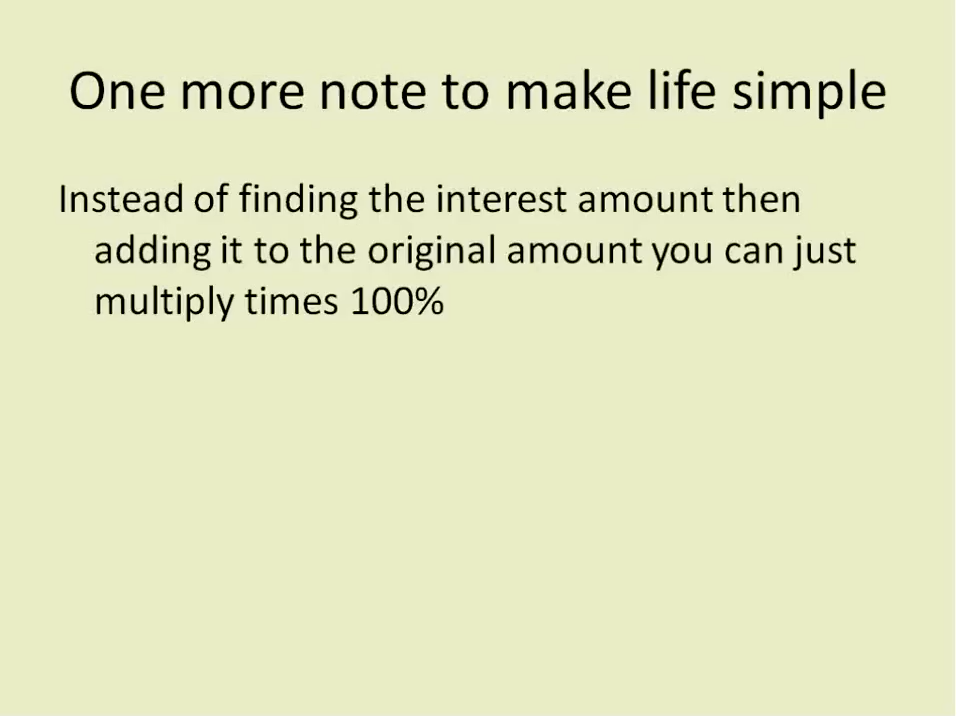 One more note to make life simple
Instead of finding the interest amount then
adding it to the original amount you can just
multiply times 100%